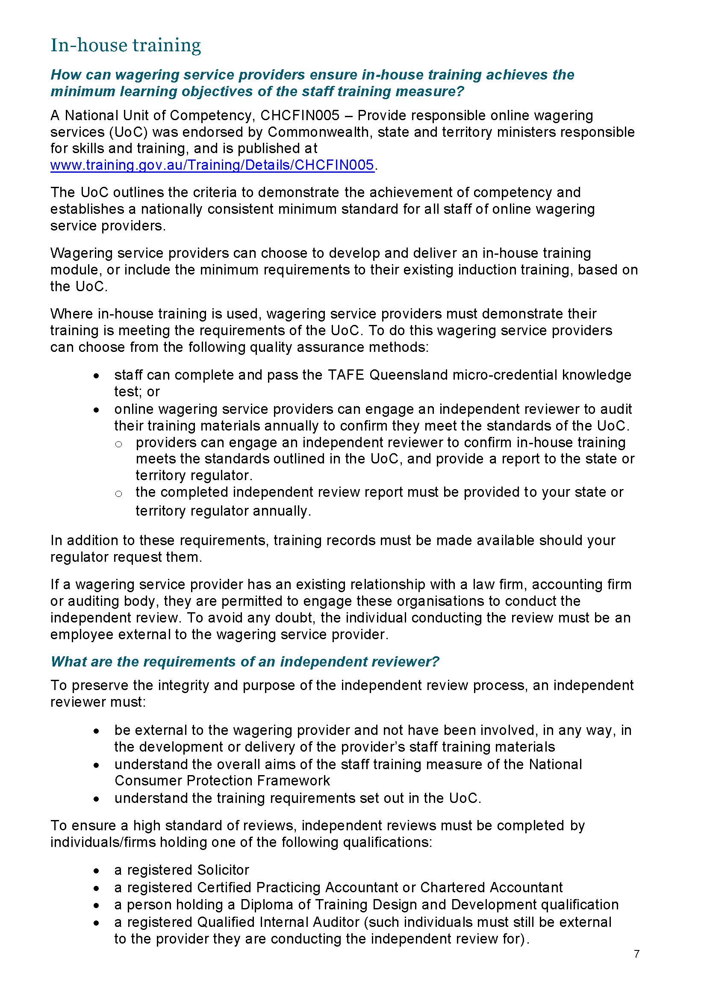 In-house training
How can wagering service providers ensure in-house training achieves the
minimum learning objectives of the staff training measure?
A National Unit of Competency, CHCFIN005 – Provide responsible online wagering
services (UoC) was endorsed by Commonwealth, state and territory ministers responsible
for skills and training, and is published at
www.training.gov.au/Training/Details/CHCFIN005.
The UoC outlines the criteria to demonstrate the achievement of competency and
establishes a nationally consistent minimum standard for all staff of online wagering
service providers.
Wagering service providers can choose to develop and deliver an in-house training
module, or include the minimum requirements to their existing induction training, based on
the UoC.
Where in-house training is used, wagering service providers must demonstrate their
training is meeting the requirements of the UoC. To do this wagering service providers
can choose from the following quality assurance methods:
• staff can complete and pass the TAFE Queensland micro-credential knowledge
test; or
• online wagering service providers can engage an independent reviewer to audit
their training materials annually to confirm they meet the standards of the UoC.
o providers can engage an independent reviewer to confirm in-house training
meets the standards outlined in the UoC, and provide a report to the state or
territory regulator.
o the completed independent review report must be provided to your state or
territory regulator annually.
In addition to these requirements, training records must be made available should your
regulator request them.
If a wagering service provider has an existing relationship with a law firm, accounting firm
or auditing body, they are permitted to engage these organisations to conduct the
independent review. To avoid any doubt, the individual conducting the review must be an
employee external to the wagering service provider.
What are the requirements of an independent reviewer?
To preserve the integrity and purpose of the independent review process, an independent
reviewer must:
• be external to the wagering provider and not have been involved, in any way, in
the development or delivery of the provider’s staff training materials
• understand the overall aims of the staff training measure of the National
Consumer Protection Framework
• understand the training requirements set out in the UoC.
To ensure a high standard of reviews, independent reviews must be completed by
individuals/firms holding one of the following qualifications:
• a registered Solicitor
• a registered Certified Practicing Accountant or Chartered Accountant
• a person holding a Diploma of Training Design and Development qualification
• a registered Qualified Internal Auditor (such individuals must still be external
to the provider they are conducting the independent review for).
7